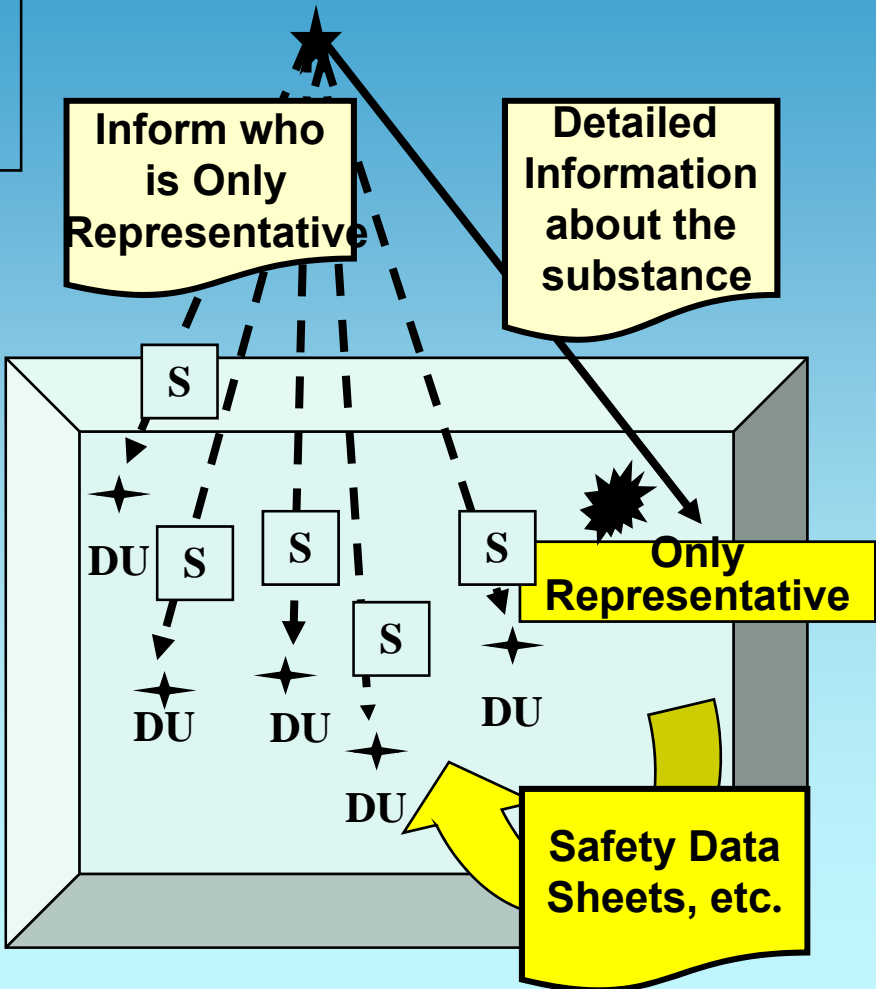 Inform who
is Only
Representative
Detailed
Information
about the
substance
S
DU
S
S
S
Only
Representative
S
DU
DU
DU
DU
Safety Data
Sheets, etc.